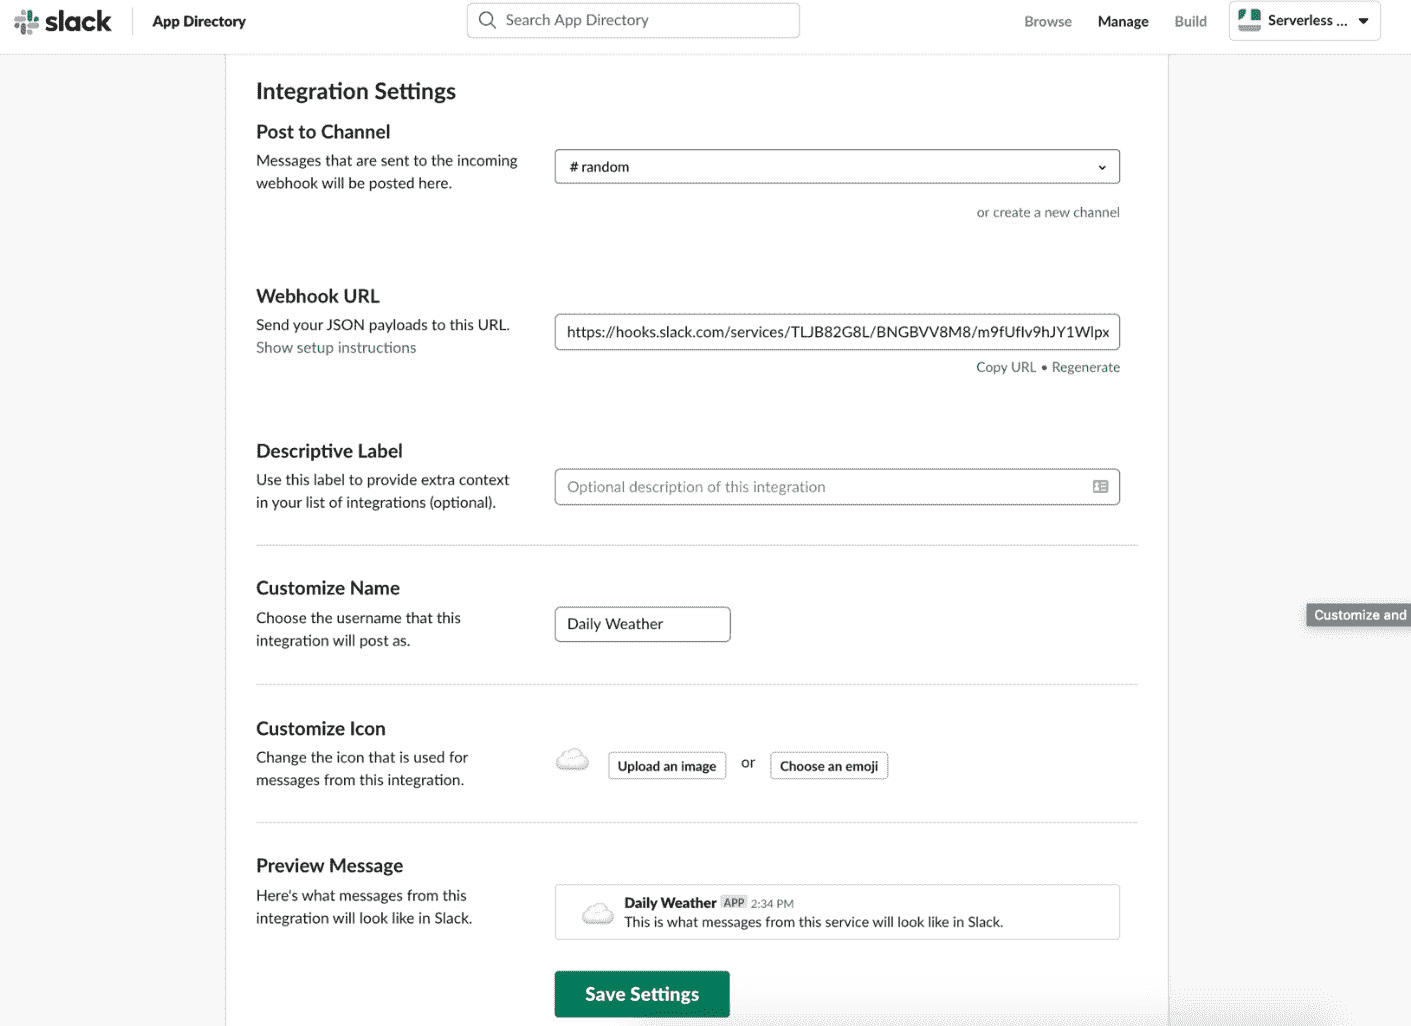 slack
App Directory
Search App Directory
Browse
Manage
Build
Serverless ...
Integration Settings
Post to Channel
Messages that are sent to the incoming
webhook will be posted here.
# random
or create a new channel
Webhook URL
Send your JSON payloads to this URL.
Show setup instructions
https://hooks.slack.com/services/TLJB82G8L/BNGBVV8M8/m9fUfIv9hJY1Wlpx
Copy URL • Regenerate
Descriptive Label
Use this label to provide extra context
in your list of integrations (optional).
Optional description of this integration
Customize Name
Choose the username that this
integration will post as.
Daily Weather
Customize and
Customize Icon
Change the icon that is used for
messages from this integration.
Upload an image
or
Choose an emoji
Preview Message
Here's what messages from this
integration will look like in Slack.
Daily Weather APP 2:34 PM
This is what messages from this service will look like in Slack.
Save Settings